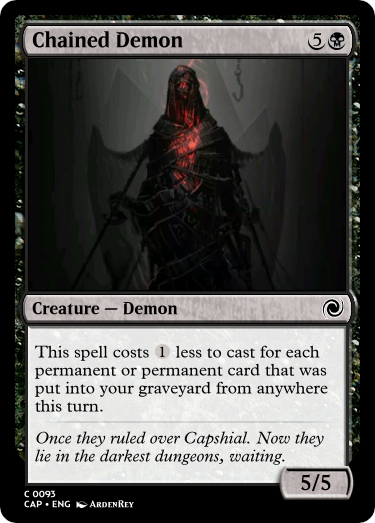 Chained Demon 5
Creature — Demon
This spell costs 1 less to cast for each
permanent or permanent card that was
put into your graveyard from anywhere
this turn.
Once they ruled over Capshial. Now they
lie in the darkest dungeons, waiting.
5/5
C 0093
CAP • ENG ArdenRey